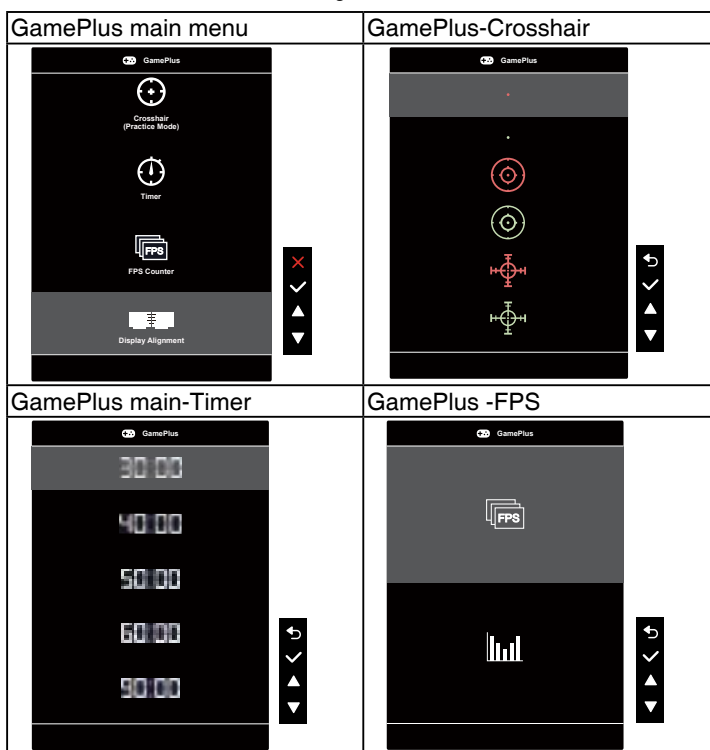 GamePlus main menu
GamePlus-Crosshair
GamePlus
Crosshair
(Practice Mode)
Timer
FPS
FPS Counter
Display Alignment
GamePlus
GamePlus main-Timer
GamePlus -FPS
GamePlus
30:00
40:00
50:00
60:00
90:00
GamePlus
FPS